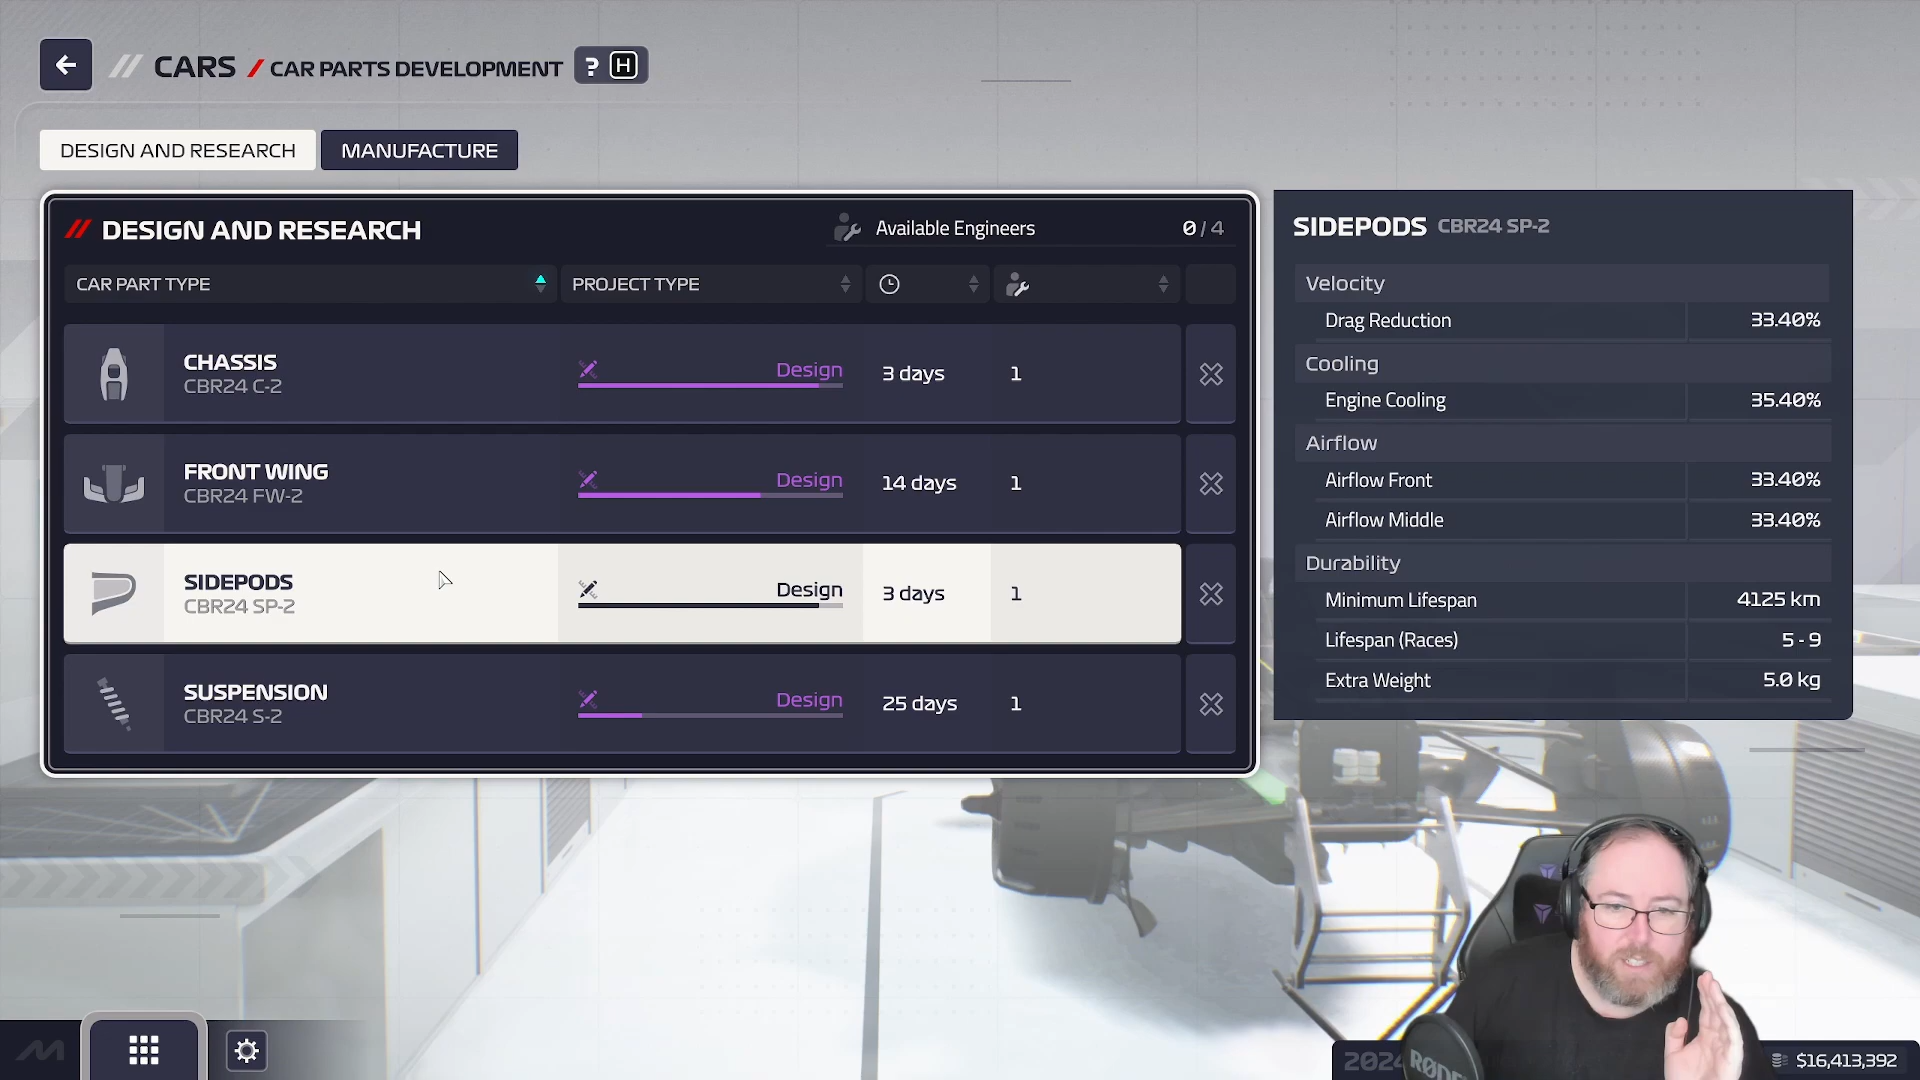 // CARS / CAR PARTS DEVELOPMENT ? H
DESIGN AND RESEARCH MANUFACTURE
// DESIGN AND RESEARCH Available Engineers 0/4
CAR PART TYPE PROJECT TYPE
CHASSIS
CBR24 C-2
Design 3 days 1
FRONT WING
CBR24 FW-2
Design 14 days 1
SIDEPODS
CBR24 SP-2
Design 3 days 1
SUSPENSION
CBR24 S-2
Design 25 days 1
SIDEPODS CBR24 SP-2
Velocity
Drag Reduction 33.40%
Cooling
Engine Cooling 35.40%
Airflow
Airflow Front 33.40%
Airflow Middle 33.40%
Durability
Minimum Lifespan 4125 km
Lifespan (Races) 5 - 9
Extra Weight 5.0 kg
2024
RØDE
$16,413,392